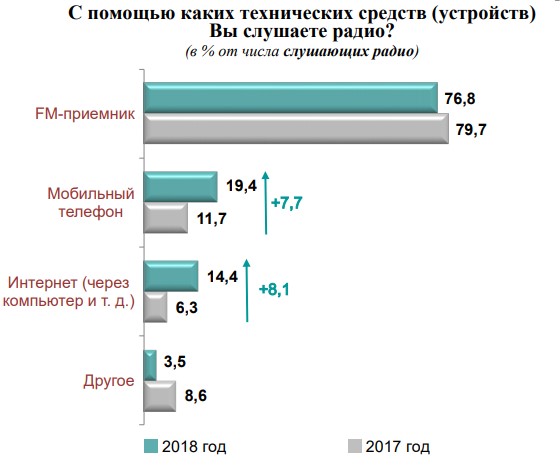 С помощью каких технических средств (устройств)
Вы слушаете радио?
(в % от числа слушающих радио)
FM-приемник
76,8
79,7
Мобильный
телефон
19,4
11,7
+7,7
Интернет (через
компьютер и т. д.)
14,4
6,3
+8,1
Другое
3,5
8,6
2018 год
2017 год